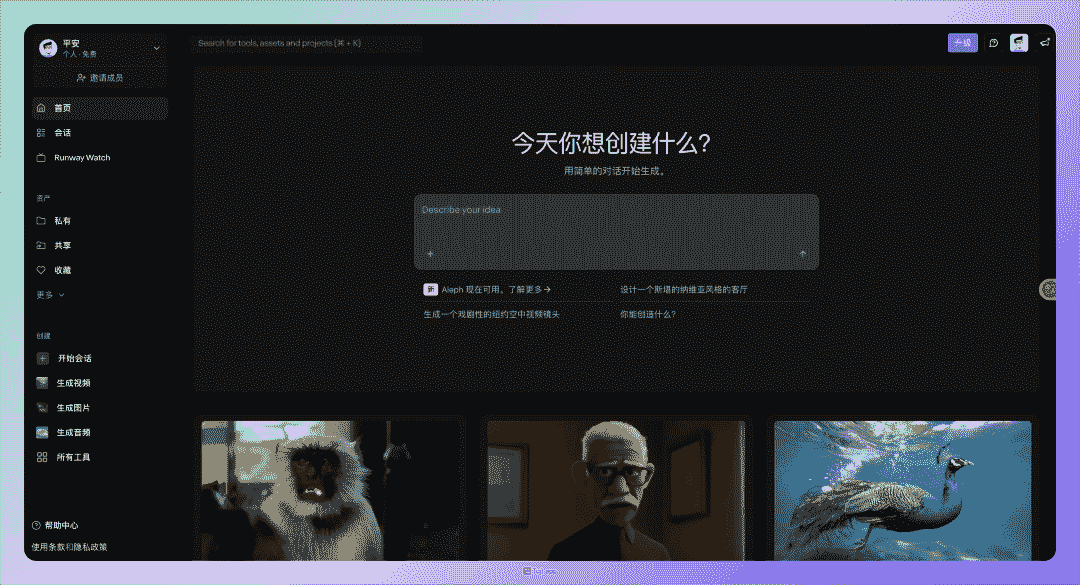 平安
个人 · 免费
邀请成员
首页
会话
Runway Watch
资产
私有
共享
收藏
更多
创建
开始会话
生成视频
生成图片
生成音频
所有工具
帮助中心
使用条款和隐私政策
Search for tools, assets and projects (⌘ + K)
升级
今天你想创建什么?
用简单的对话开始生成。
Describe your idea
新 Aleph 现在可用。了解更多→
设计一个斯堪的纳维亚风格的客厅
生成一个戏剧性的纽约空中视频镜头
你能创造什么?